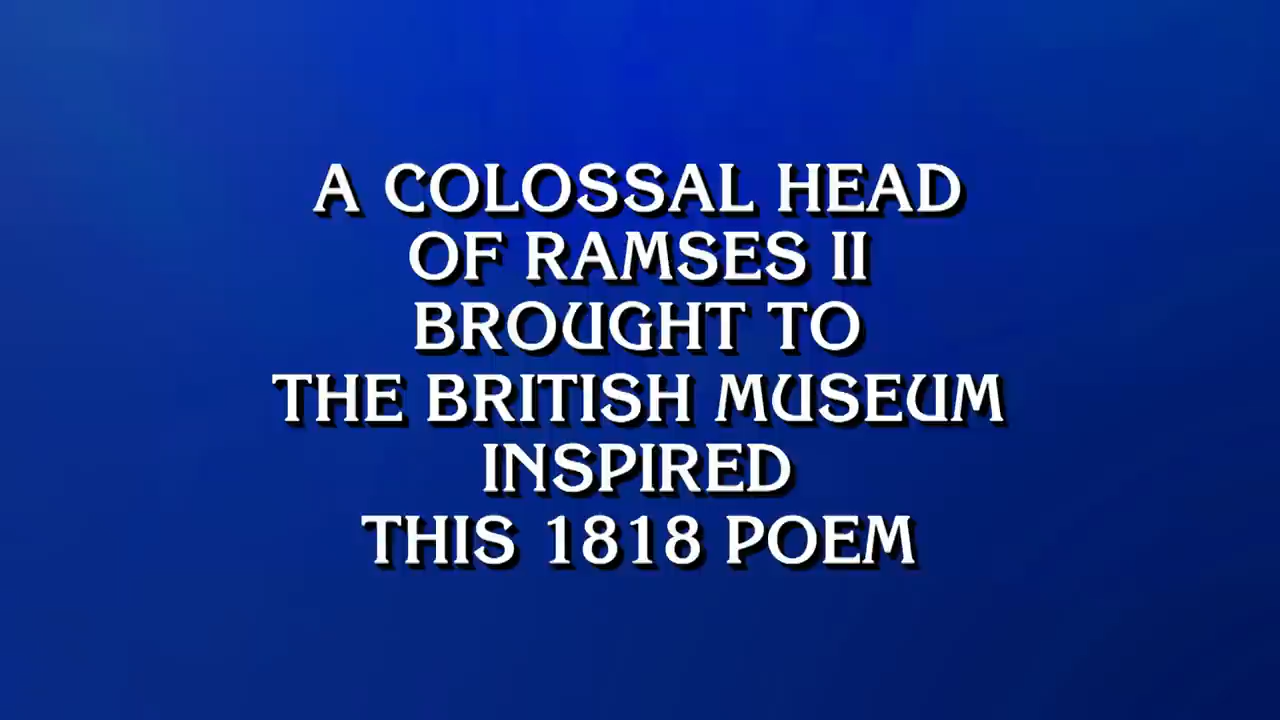 A COLOSSAL HEAD
OF RAMSES II
BROUGHT TO
THE BRITISH MUSEUM
INSPIRED
THIS 1818 POEM